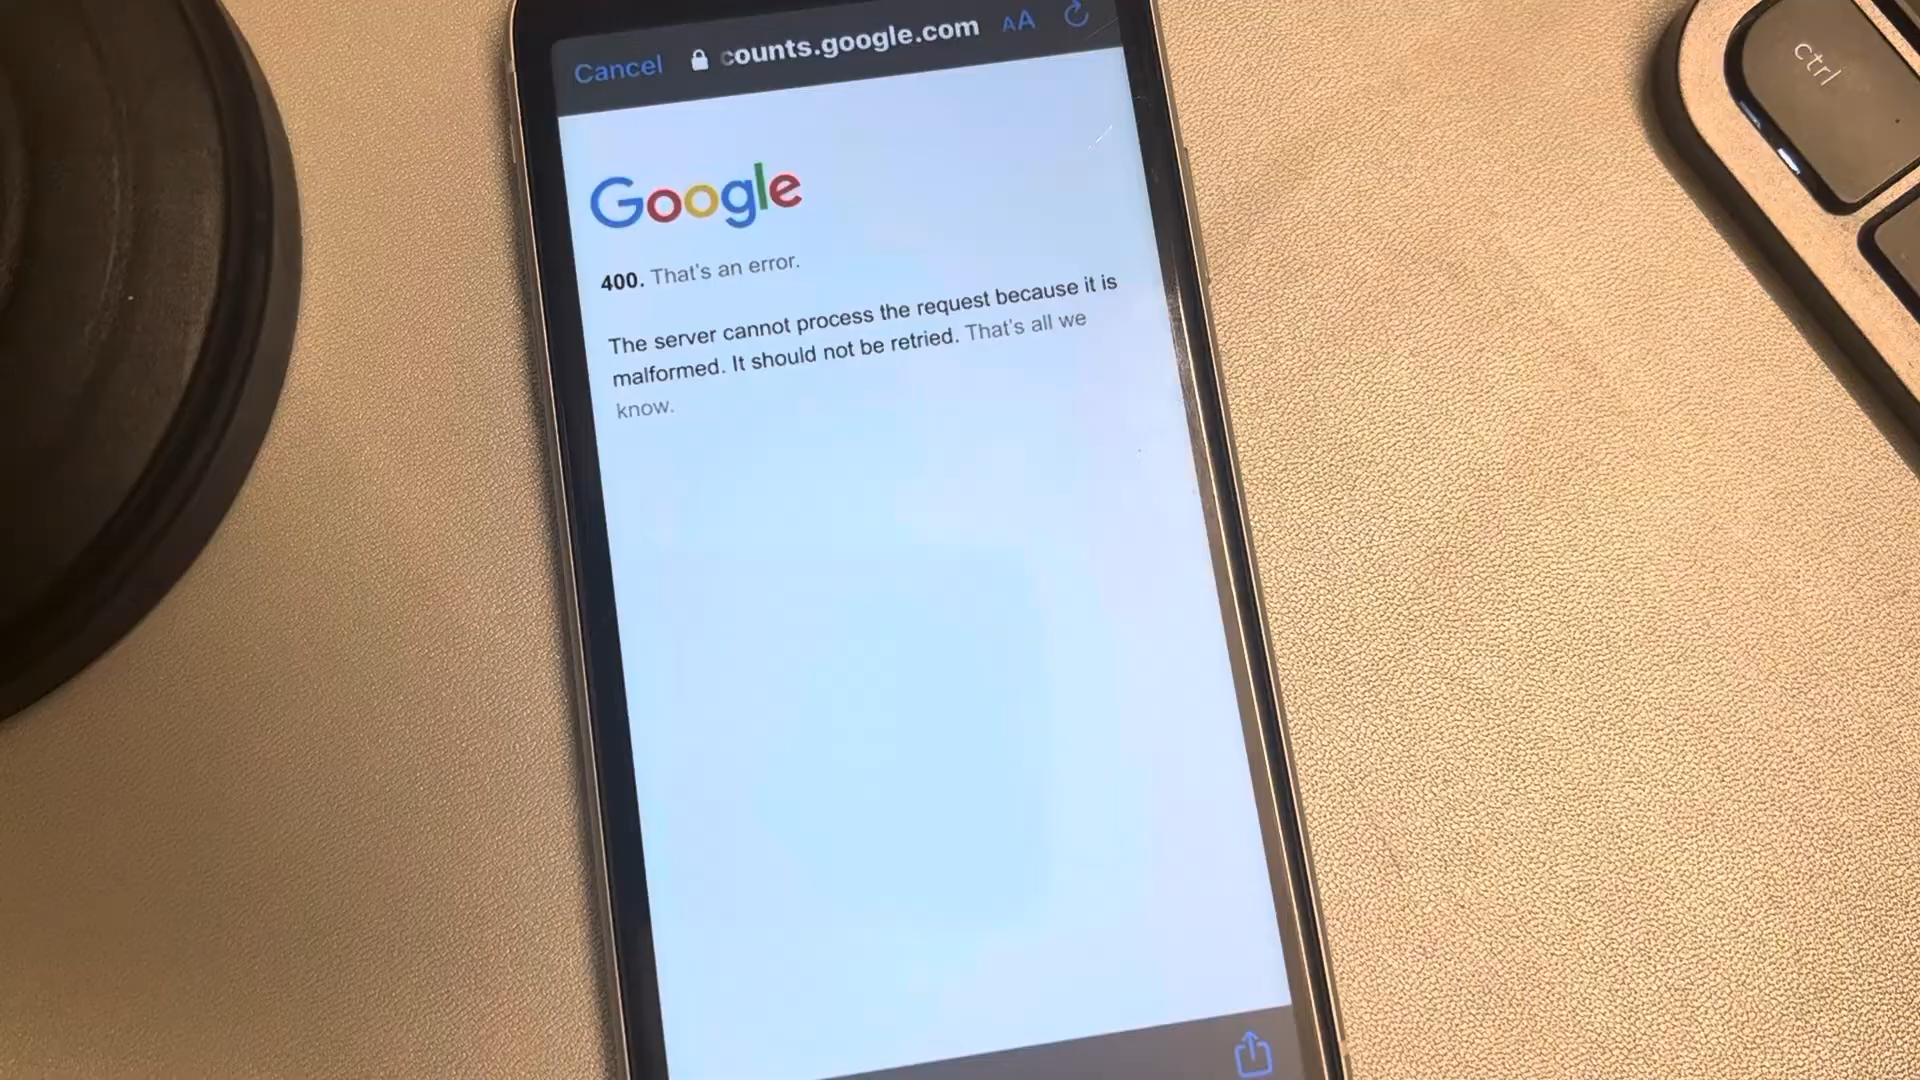 Cancel counts.google.com AA
Google
400. That's an error.
The server cannot process the request because it is
malformed. It should not be retried. That's all we
know.
ctrl